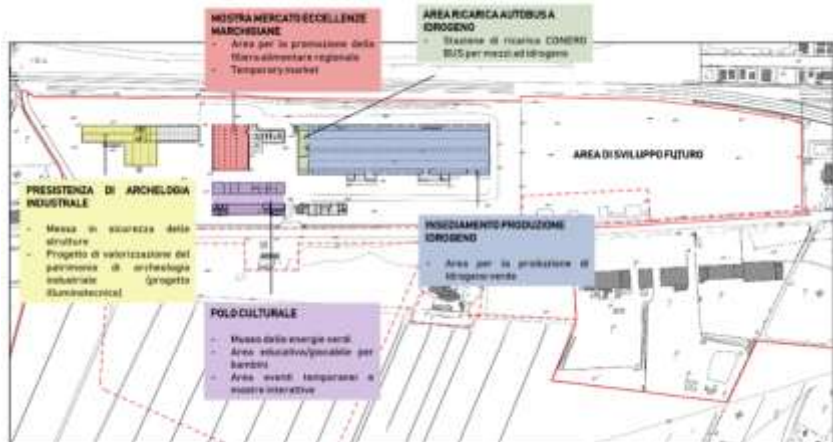 MOSTRA MERCATO ECCELLENZE
MARCHIGIANE
- Area per la promozione della
filiera alimentare regionale
- Temporary market
AREA RICARICA AUTOBUS A
IDROGENO
- Stazione di ricarica CONERO
BUS per mezzi ad idrogeno
AREA DI SVILUPPO FUTURO
PRESISTENZA DI ARCHELOGIA
INDUSTRIALE
- Messa in sicurezza delle
strutture
- Progetto di valorizzazione del
patrimonio di archeologia
industriale (progetto
illuminotecnico)
INSEDIAMENTO PRODUZIONE
IDROGENO
- Area per la produzione di
Idrogeno verde
POLO CULTURALE
- Museo delle energie verdi
- Area educativa/giocabile per
bambini
- Area eventi temporanei e
mostre interattive